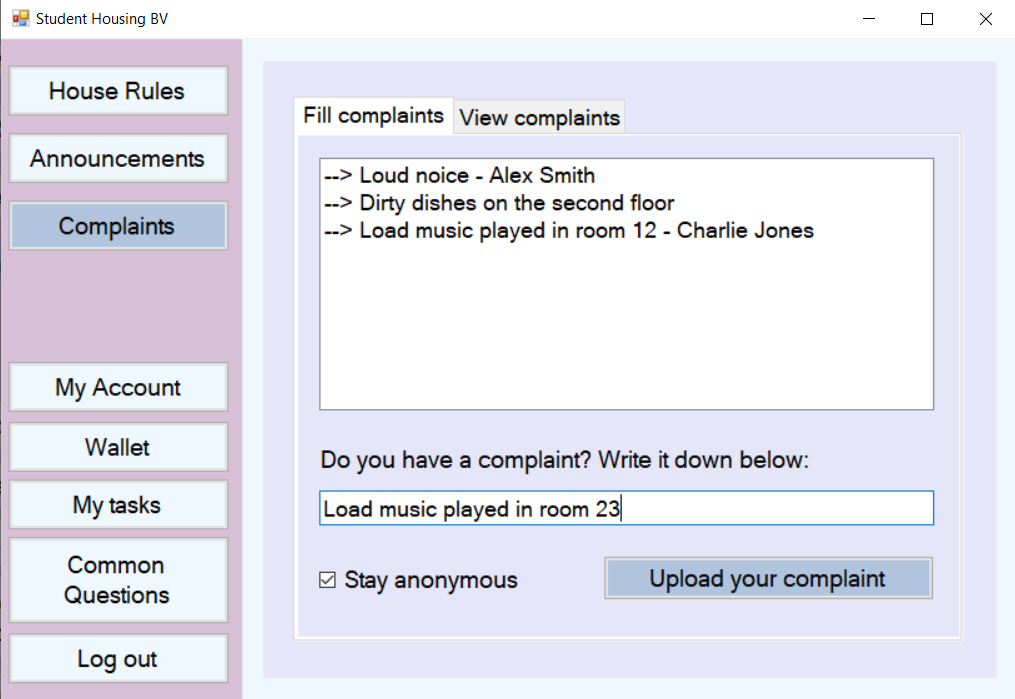 Student Housing BV
House Rules
Announcements
Complaints
My Account
Wallet
My tasks
Common
Questions
Log out
Fill complaints
View complaints
--> Loud noice - Alex Smith
--> Dirty dishes on the second floor
--> Load music played in room 12 - Charlie Jones
Do you have a complaint? Write it down below:
Load music played in room 23
Stay anonymous
Upload your complaint